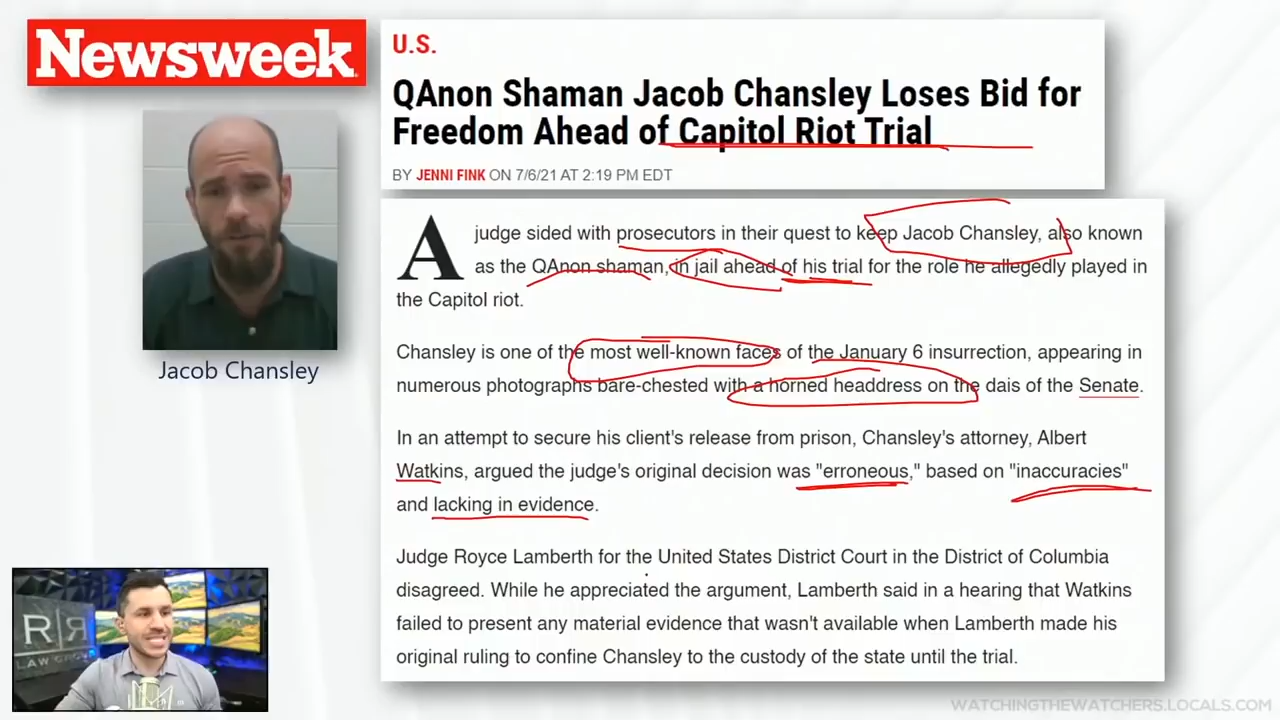 Newsweek
U.S.
QAnon Shaman Jacob Chansley Loses Bid for
Freedom Ahead of Capitol Riot Trial
BY JENNI FINK ON 7/6/21 AT 2:19 PM EDT
A judge sided with prosecutors in their quest to keep Jacob Chansley, also known
as the QAnon shaman, in jail ahead of his trial for the role he allegedly played in
the Capitol riot.
Chansley is one of the most well-known faces of the January 6 insurrection, appearing in
numerous photographs bare-chested with a horned headdress on the dais of the Senate.
In an attempt to secure his client's release from prison, Chansley's attorney, Albert
Watkins, argued the judge's original decision was "erroneous," based on "inaccuracies"
and lacking in evidence.
Judge Royce Lamberth for the United States District Court in the District of Columbia
disagreed. While he appreciated the argument, Lamberth said in a hearing that Watkins
failed to present any material evidence that wasn't available when Lamberth made his
original ruling to confine Chansley to the custody of the state until the trial.
Jacob Chansley
R R
LAW GROUP
WATCHINGTHEWATCHERS.LOCALS.COM